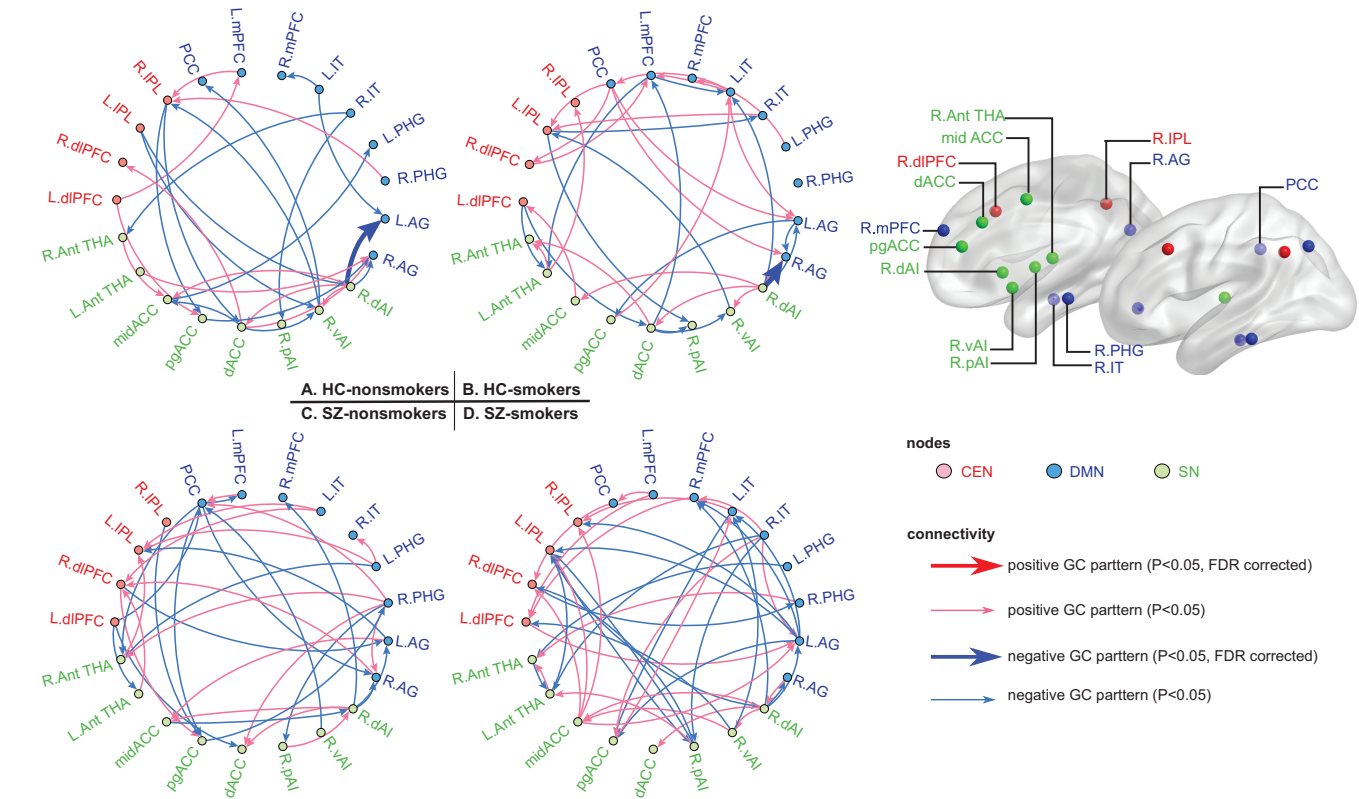 L.mPFC
R.mPFC
PCC
L.IT
R.IPL
R.IT
L.IPL
L.PHG
R.dlPFC
R.PHG
L.dlPFC
L.AG
R.Ant THA
R.AG
L.Ant THA
R.dAI
midACC
R.vAI
pgACC
dACC
R.pAI
L.mPFC
R.mPFC
PCC
L.IT
R.IPL
R.IT
L.IPL
L.PHG
R.dlPFC
R.PHG
L.dlPFC
L.AG
R.Ant THA
R.AG
L.Ant THA
R.dAI
midACC
R.vAI
pgACC
dACC
R.pAI
R.Ant THA
mid ACC
R.dlPFC
dACC
R.mPFC
pgACC
R.dAI
R.vAI
R.pAI
R.IPL
R.AG
PCC
R.PHG
R.IT
A. HC-nonsmokers
B. HC-smokers
C. SZ-nonsmokers
D. SZ-smokers
L.mPFC
R.mPFC
PCC
L.IT
R.IPL
R.IT
L.IPL
L.PHG
R.dlPFC
R.PHG
L.dlPFC
L.AG
R.Ant THA
R.AG
L.Ant THA
R.dAI
midACC
R.vAI
pgACC
dACC
R.pAI
L.mPFC
R.mPFC
PCC
L.IT
R.IPL
R.IT
L.IPL
L.PHG
R.dlPFC
R.PHG
L.dlPFC
L.AG
R.Ant THA
R.AG
L.Ant THA
R.dAI
midACC
R.vAI
pgACC
dACC
R.pAI
nodes
CEN
DMN
SN
connectivity
positive GC parttern (P<0.05, FDR corrected)
positive GC parttern (P<0.05)
negative GC parttern (P<0.05, FDR corrected)
negative GC parttern (P<0.05)